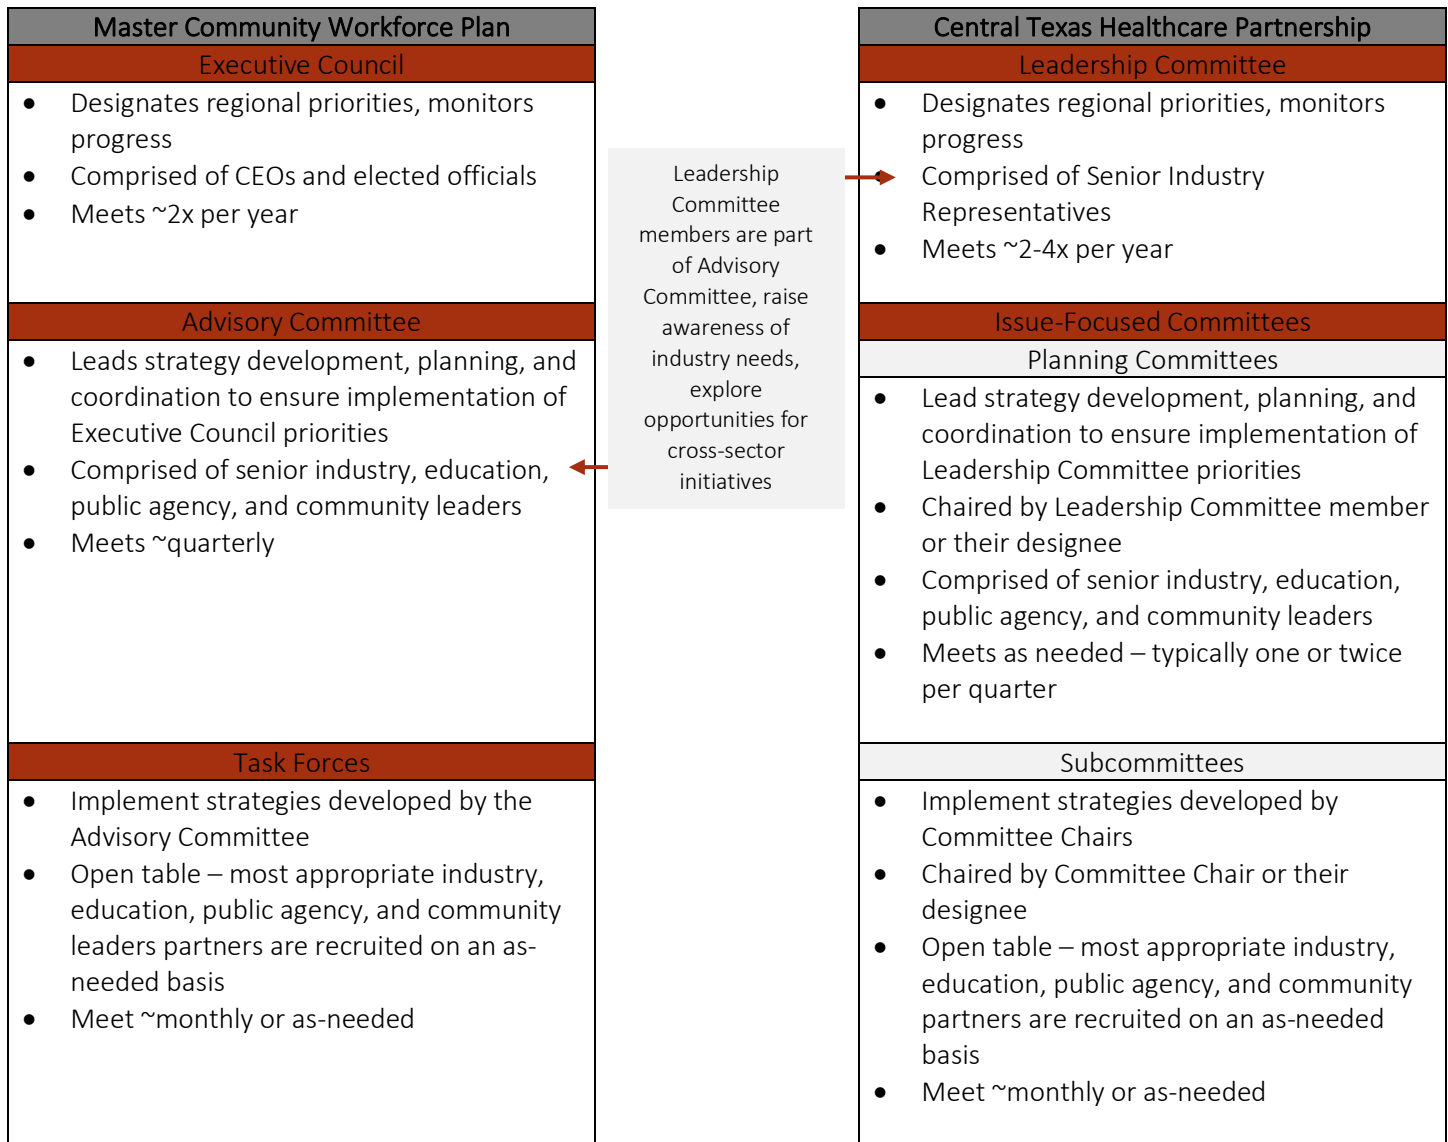 Master Community Workforce Plan
Executive Council
• Designates regional priorities, monitors
progress
• Comprised of CEOs and elected officials
• Meets ~2x per year
Advisory Committee
• Leads strategy development, planning, and
coordination to ensure implementation of
Executive Council priorities
• Comprised of senior industry, education,
public agency, and community leaders
• Meets ~quarterly
Task Forces
• Implement strategies developed by the
Advisory Committee
• Open table – most appropriate industry,
education, public agency, and community
leaders partners are recruited on an as-
needed basis
• Meet ~monthly or as-needed
Leadership
Committee
members are part
of Advisory
Committee, raise
awareness of
industry needs,
explore
opportunities for
cross-sector
initiatives
Central Texas Healthcare Partnership
Leadership Committee
• Designates regional priorities, monitors
progress
• Comprised of Senior Industry
Representatives
• Meets ~2-4x per year
Issue-Focused Committees
Planning Committees
• Lead strategy development, planning, and
coordination to ensure implementation of
Leadership Committee priorities
• Chaired by Leadership Committee member
or their designee
• Comprised of senior industry, education,
public agency, and community leaders
• Meets as needed – typically one or twice
per quarter
Subcommittees
• Implement strategies developed by
Committee Chairs
• Chaired by Committee Chair or their
designee
• Open table – most appropriate industry,
education, public agency, and community
partners are recruited on an as-needed
basis
• Meet ~monthly or as-needed